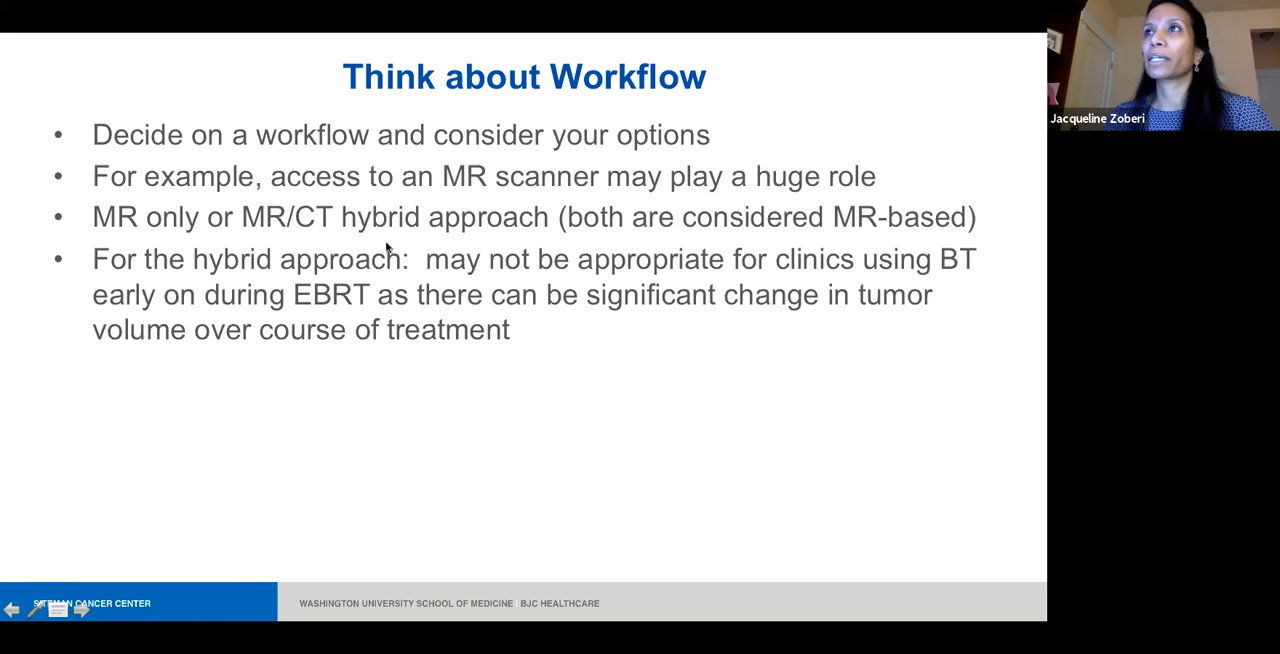 Think about Workflow
• Decide on a workflow and consider your options
• For example, access to an MR scanner may play a huge role
• MR only or MR/CT hybrid approach (both are considered MR-based)
• For the hybrid approach:  may not be appropriate for clinics using BT
early on during EBRT as there can be significant change in tumor
volume over course of treatment
Jacqueline Zoberi
SITEMAN CANCER CENTER
WASHINGTON UNIVERSITY SCHOOL OF MEDICINE | BJC HEALTHCARE